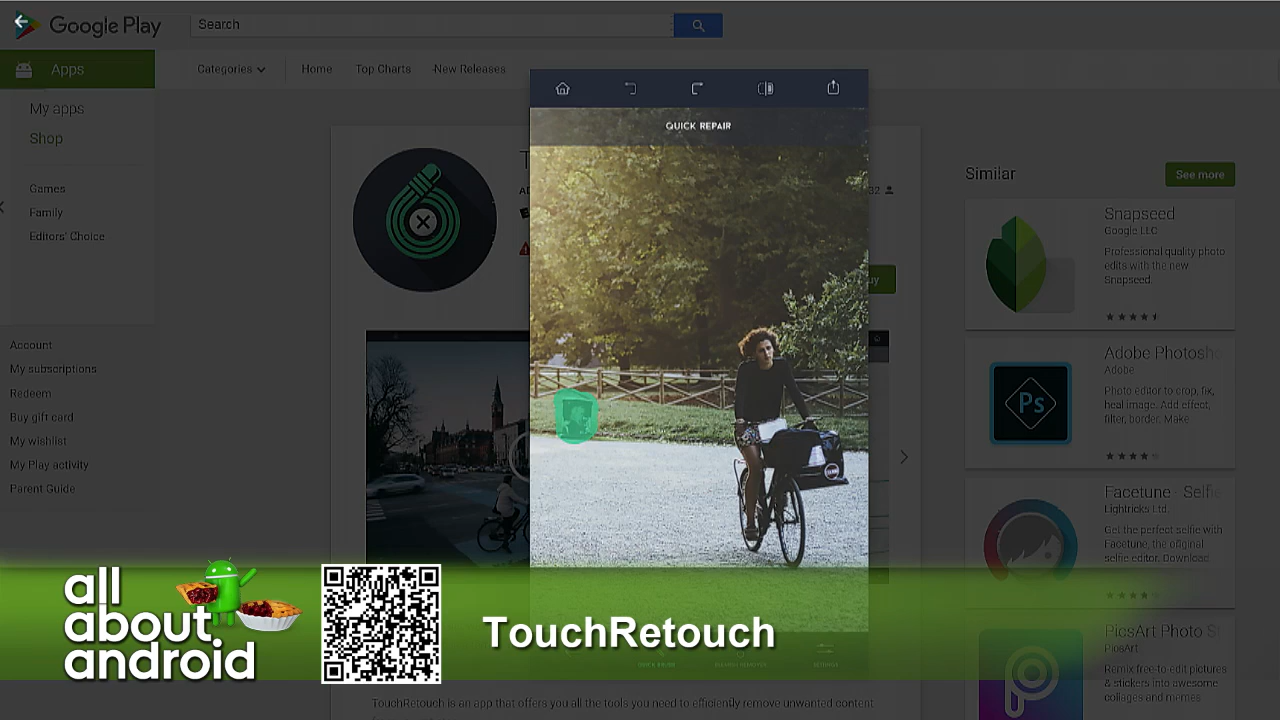 Google Play
Search
Apps
Categories
Home
Top Charts
New Releases
My apps
Shop
Games
Family
Editors' Choice
Account
My subscriptions
Redeem
Buy gift card
My wishlist
My Play activity
Parent Guide
QUICK REPAIR
Similar
See more
Snapseed
Google LLC
Professional quality photo
edits with the new
Snapseed.
Ps
Adobe Photosh
Adobe
Photo editor to crop, fix,
heal image. Add effect,
filter, border. Make
Facetune - Selfie
Lightricks Ltd.
Get the perfect selfie with
Facetune, the original
selfie editor. Download
PicsArt Photo St
PicsArt
Remix free-to-edit pictures
& stickers into awesome
collages and memes
all
about
android
TouchRetouch
QUICK REPAIR
SETTINGS
TouchRetouch is an app that offers you all the tools you need to efficiently remove unwanted content